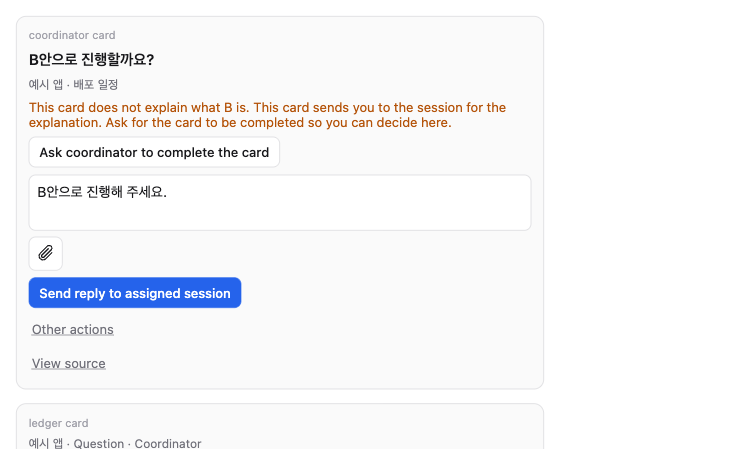 coordinator card
B안으로 진행할까요?
예시 앱 · 배포 일정
This card does not explain what B is. This card sends you to the session for the
explanation. Ask for the card to be completed so you can decide here.
Ask coordinator to complete the card
B안으로 진행해 주세요.
Send reply to assigned session
Other actions
View source
ledger card
예시 앱 · Question · Coordinator